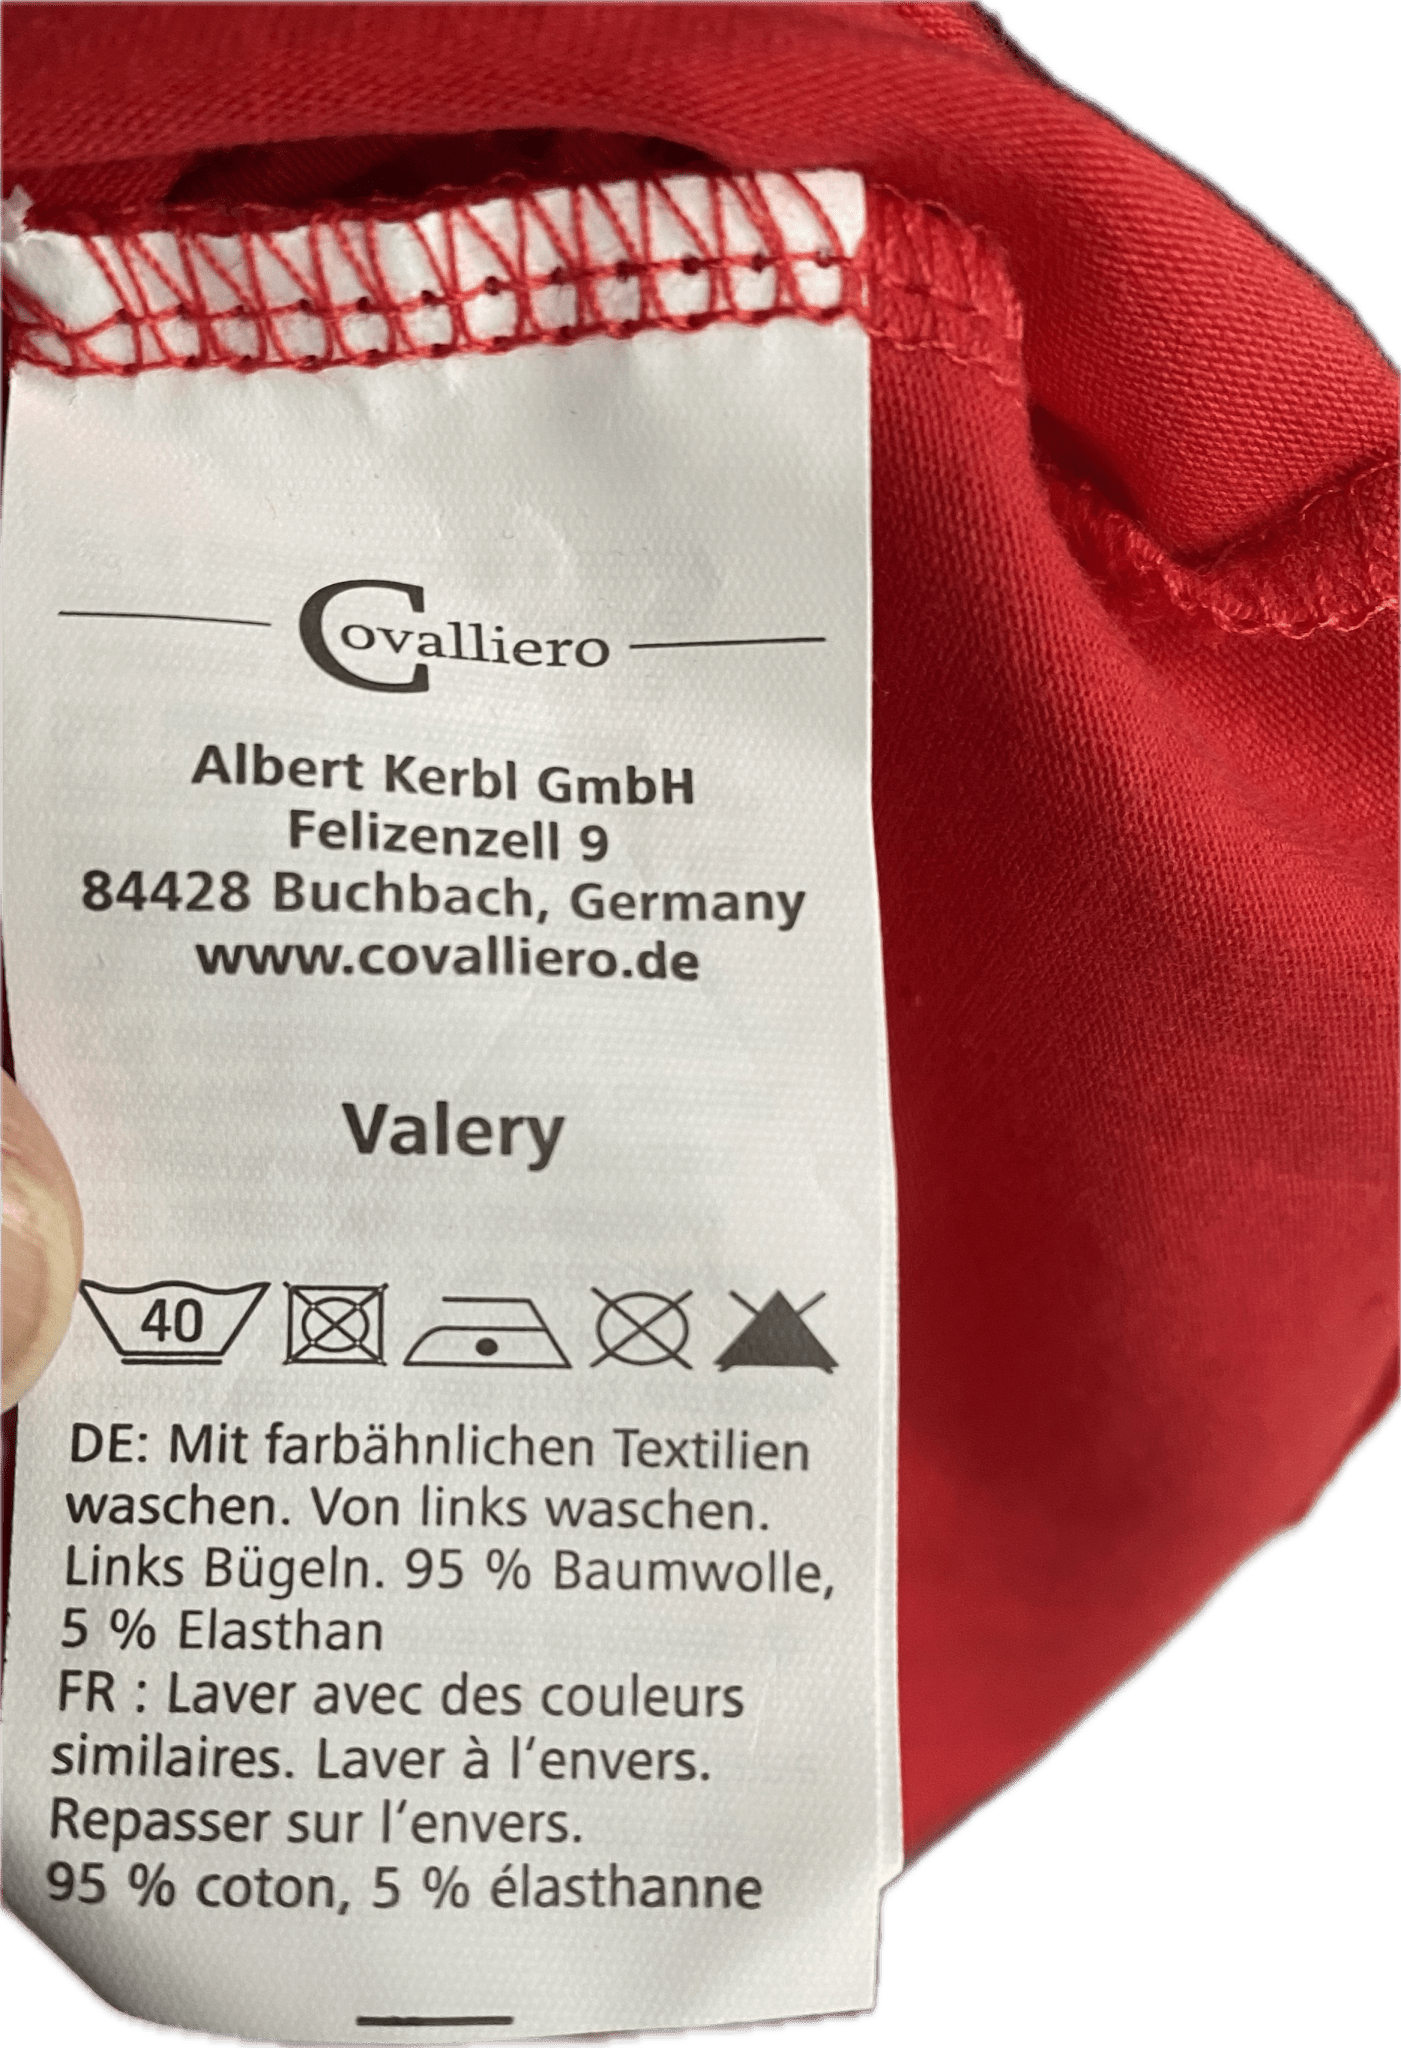 Covalliero
Albert Kerbl GmbH
Felizenzell 9
84428 Buchbach, Germany
www.covalliero.de
Valery
40
DE: Mit farbähnlichen Textilien
waschen. Von links waschen.
Links Bügeln. 95 % Baumwolle,
5 % Elasthan
FR : Laver avec des couleurs
similaires. Laver à l'envers.
Repasser sur l'envers.
95 % coton, 5 % élasthanne